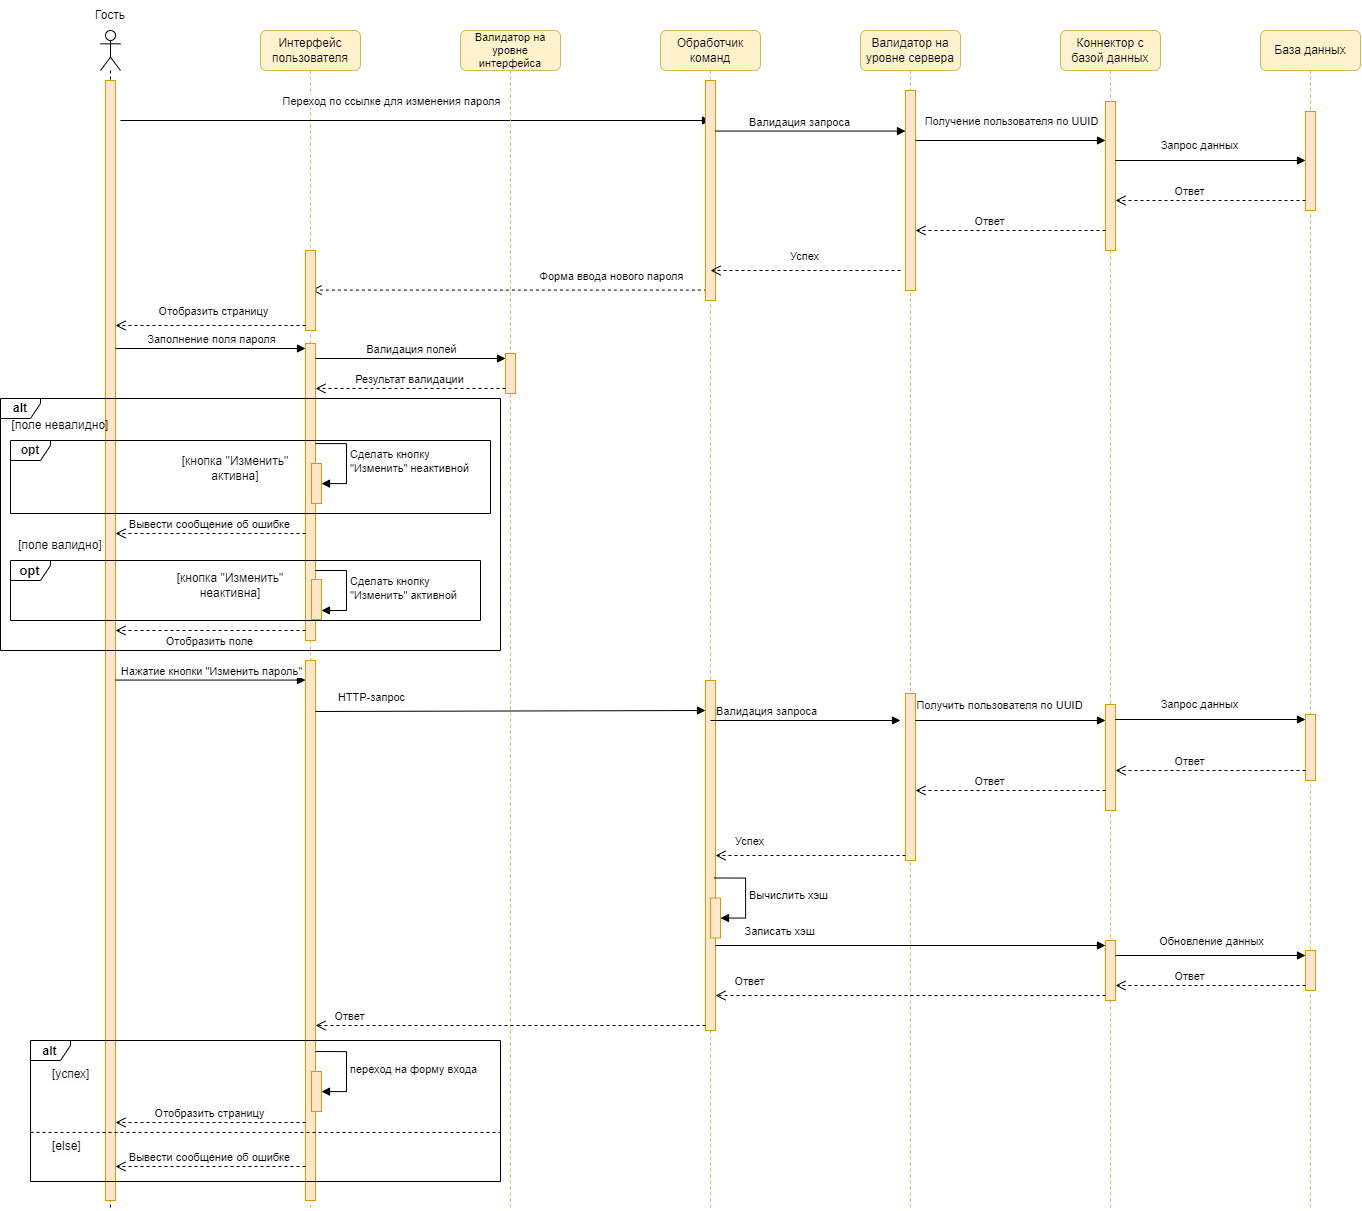 Гость
Интерфейс
пользователя
Валидатор на
уровне
интерфейса
Обработчик
команд
Валидатор на
уровне сервера
Коннектор с
базой данных
База данных
Переход по ссылке для изменения пароля
Валидация запроса
Получение пользователя по UUID
Запрос данных
Ответ
Ответ
Успех
Форма ввода нового пароля
Отобразить страницу
Заполнение поля пароля
Валидация полей
Результат валидации
alt
[поле невалидно]
opt
[кнопка "Изменить"
активна]
Сделать кнопку
"Изменить" неактивной
Вывести сообщение об ошибке
[поле валидно]
opt
[кнопка "Изменить"
неактивна]
Сделать кнопку
"Изменить" активной
Отобразить поле
Нажатие кнопки "Изменить пароль"
HTTP-запрос
Валидация запроса
Получить пользователя по UUID
Запрос данных
Ответ
Ответ
Успех
Вычислить хэш
Записать хэш
Обновление данных
Ответ
Ответ
Ответ
alt
[успех]
переход на форму входа
Отобразить страницу
[else]
Вывести сообщение об ошибке